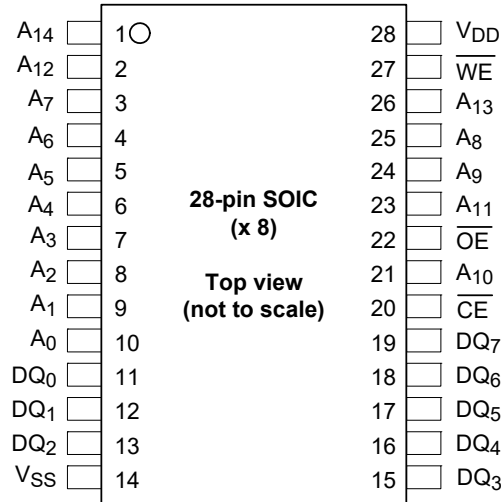 A14 1 28 VDD
A12 2 27 W̅E̅
A7 3 26 A13
A6 4 25 A8
A5 5 24 A9
A4 6 28-pin SOIC 23 A11
A3 7 (x 8) 22 O̅E̅
A2 8 Top view 21 A10
A1 9 (not to scale) 20 C̅E̅
A0 10 19 DQ7
DQ0 11 18 DQ6
DQ1 12 17 DQ5
DQ2 13 16 DQ4
VSS 14 15 DQ3